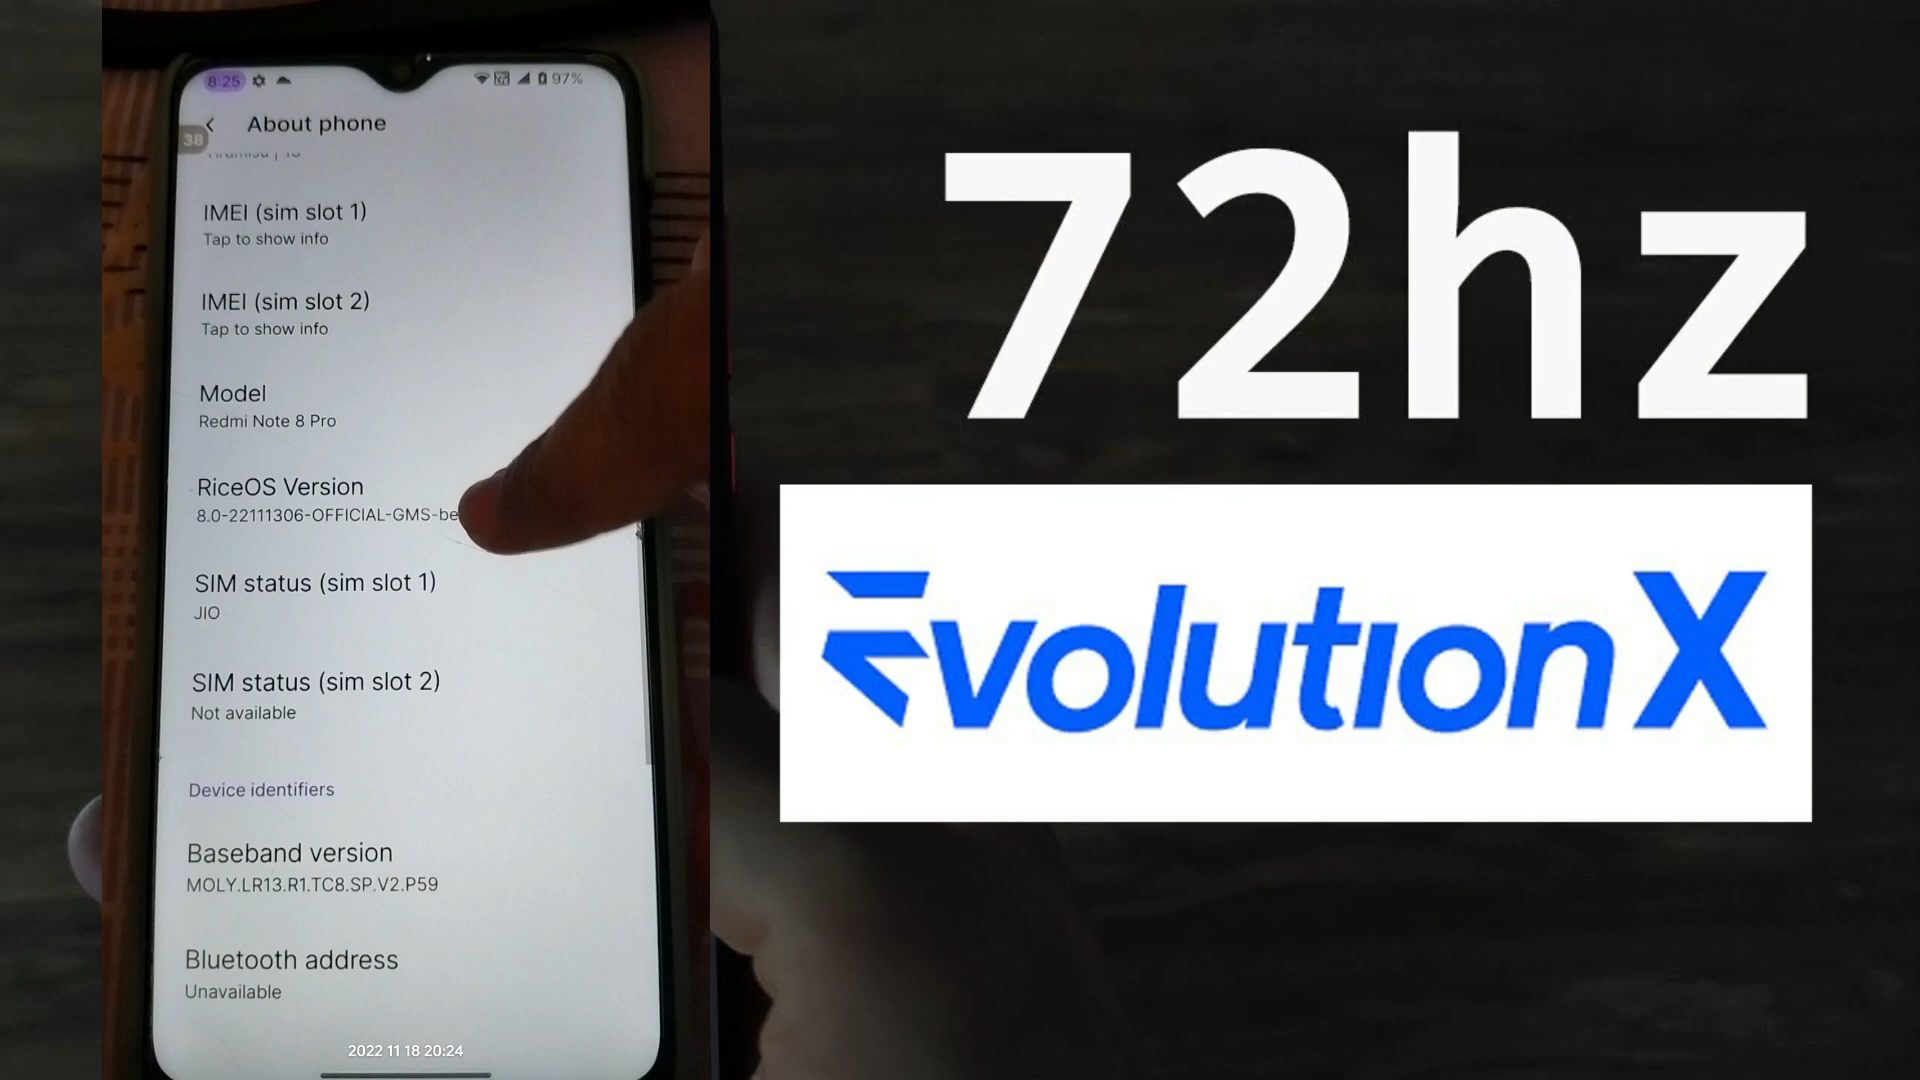 8:25
97%
38
About phone
IMEI (sim slot 1)
Tap to show info
IMEI (sim slot 2)
Tap to show info
Model
Redmi Note 8 Pro
RiceOS Version
8.0-22111306-OFFICIAL-GMS-be
SIM status (sim slot 1)
JIO
SIM status (sim slot 2)
Not available
Device identifiers
Baseband version
MOLY.LR13.R1.TC8.SP.V2.P59
Bluetooth address
Unavailable
2022 11 18 20:24
72hz
Evolution X